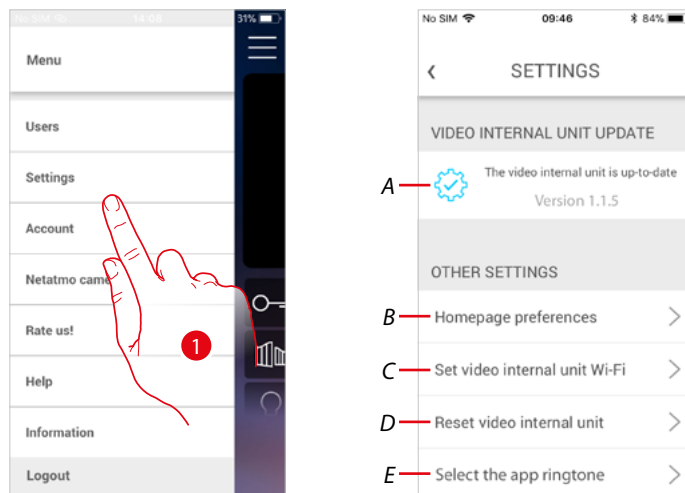 No SIM 14:08 31%
Menu
Users
Settings
Account
Netatmo came
Rate us!
Help
Information
Logout
1
No SIM 09:46 84%
SETTINGS
VIDEO INTERNAL UNIT UPDATE
A
The video internal unit is up-to-date
Version 1.1.5
OTHER SETTINGS
B Homepage preferences
C Set video internal unit Wi-Fi
D Reset video internal unit
E Select the app ringtone